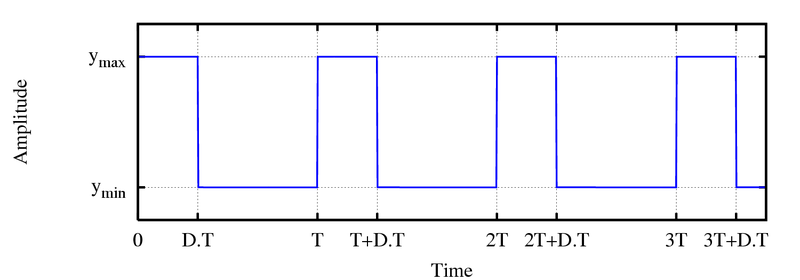 Amplitude
ymax
ymin
0 D.T T T+D.T 2T 2T+D.T 3T 3T+D.T
Time